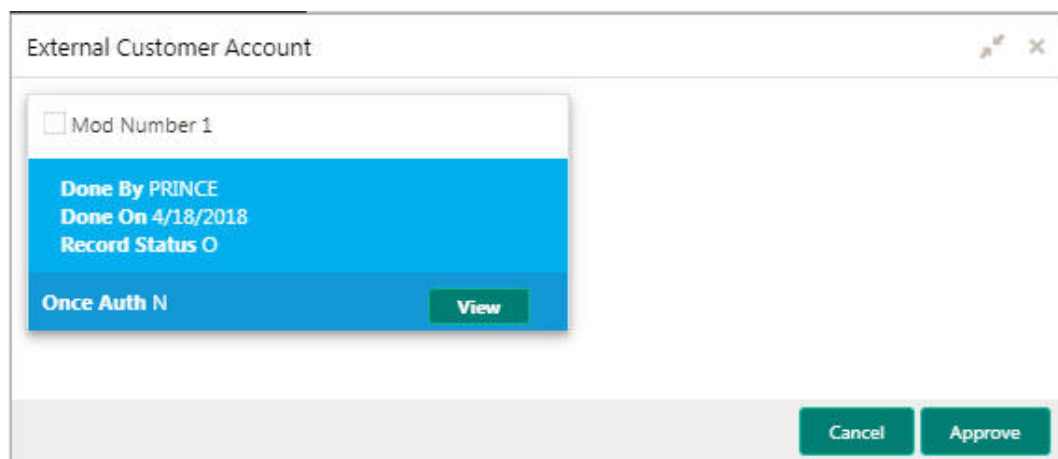 External Customer Account
Mod Number 1
Done By PRINCE
Done On 4/18/2018
Record Status O
Once Auth N
View
Cancel
Approve